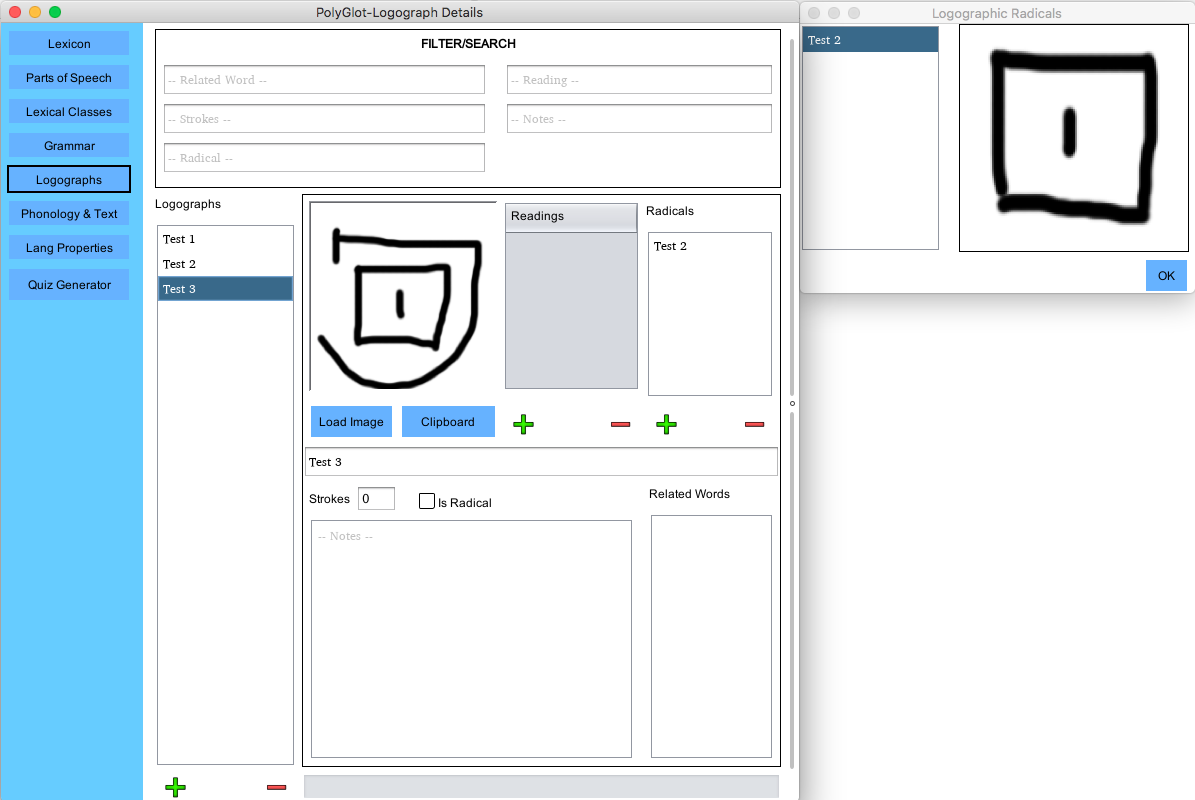 PolyGlot-Logograph Details
Lexicon
Parts of Speech
Lexical Classes
Grammar
Logographs
Phonology & Text
Lang Properties
Quiz Generator
FILTER/SEARCH
-- Related Word --
-- Reading --
-- Strokes --
-- Notes --
-- Radical --
Logographs
Test 1
Test 2
Test 3
Readings
Radicals
Test 2
Load Image
Clipboard
Test 3
Strokes 0
Is Radical
Related Words
-- Notes --
Logographic Radicals
Test 2
OK